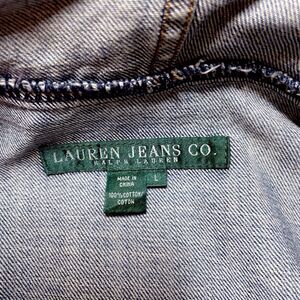 LAUREN JEANS CO.
RALPH LAUREN
MADE IN
CHINA
L
100% COTTON/
COTON